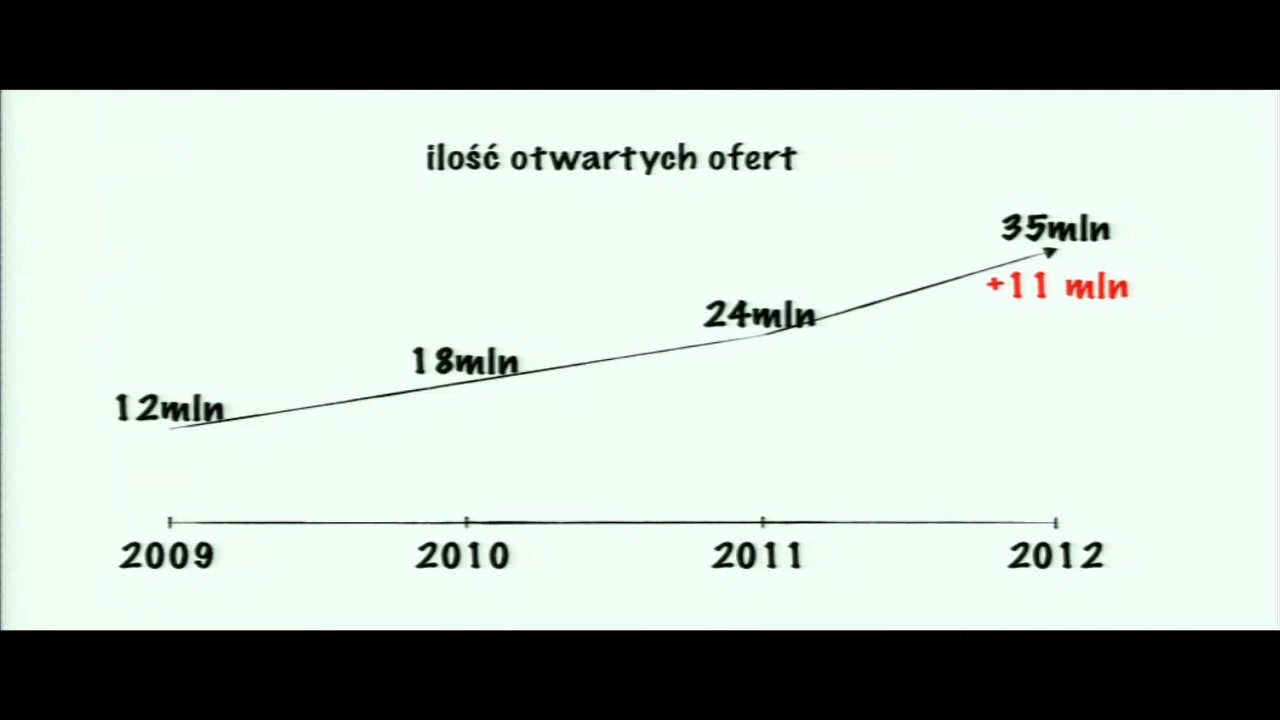 ilość otwartych ofert
35mln
+11 mln
24mln
18mln
12mln
2009 2010 2011 2012